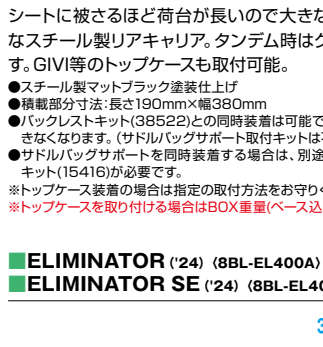 シートに被さるほど荷台が長いので大きな
なスチール製リアキャリア。タンデム時はク
す。GIVI等のトップケースも取付可能。
●スチール製マットブラック塗装仕上げ
●積載部分寸法:長さ190mm×幅380mm
●バックレストキット(38522)との同時装着は可能で
きなくなります。(サドルバッグサポート取付キットは
●サドルバッグサポートを同時装着する場合は、別途
キット(15416)が必要です。
※トップケース装着の場合は指定の取付方法をお守り
※トップケースを取り付ける場合はBOX重量(ベース込
■ELIMINATOR ('24) 〈8BL-EL400A〉
■ELIMINATOR SE ('24) 〈8BL-EL40